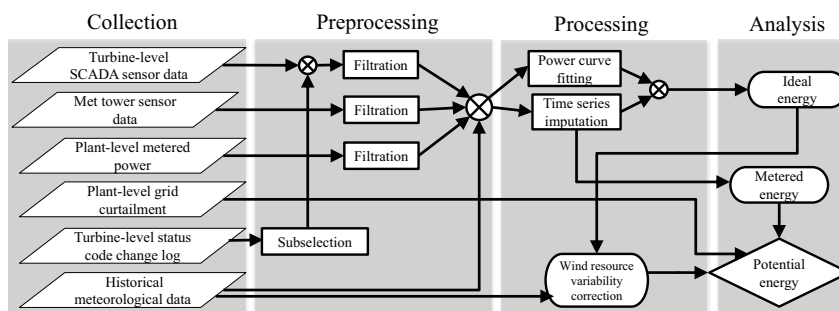 Collection
Preprocessing
Processing
Analysis
Turbine-level
SCADA sensor data
Met tower sensor
data
Plant-level metered
power
Plant-level grid
curtailment
Turbine-level status
code change log
Historical
meteorological data
Filtration
Filtration
Filtration
Subselection
Power curve
fitting
Time series
imputation
Wind resource
variability
correction
Ideal
energy
Metered
energy
Potential
energy